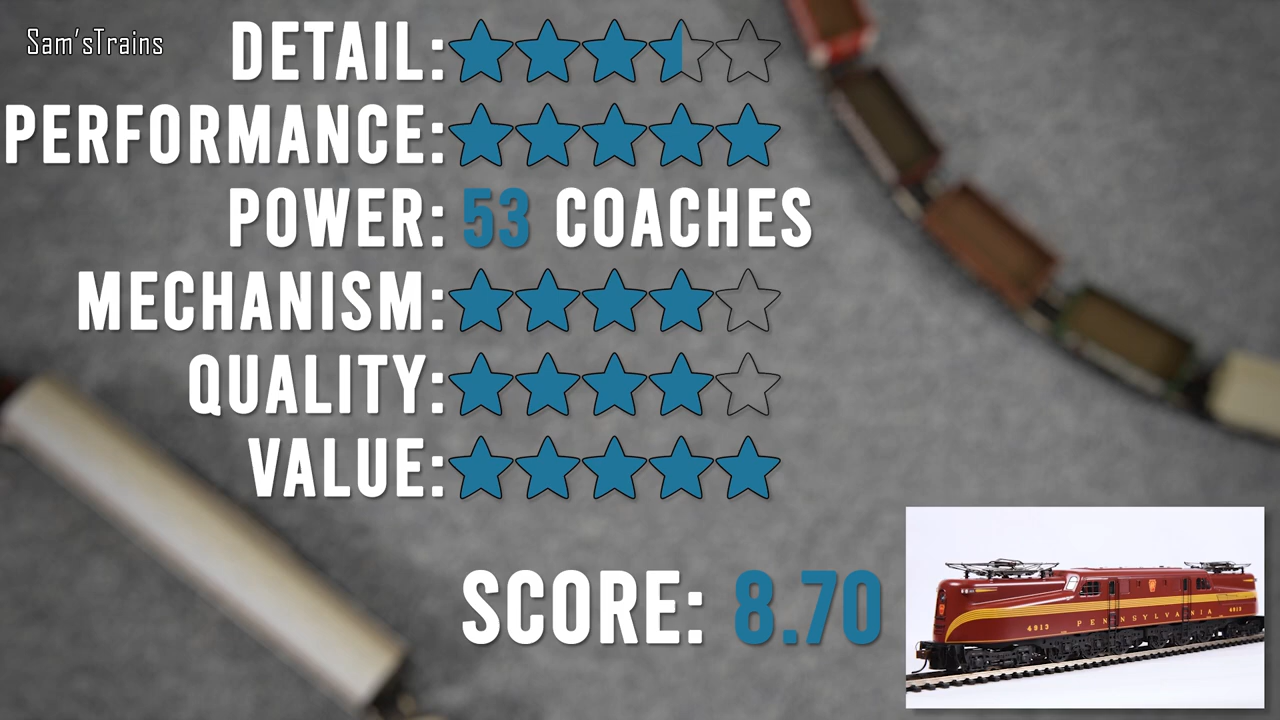 Sam'sTrains
DETAIL:
PERFORMANCE:
POWER: 53 COACHES
MECHANISM:
QUALITY:
VALUE:
SCORE: 8.70
4813 PENNSYLVANIA 4813